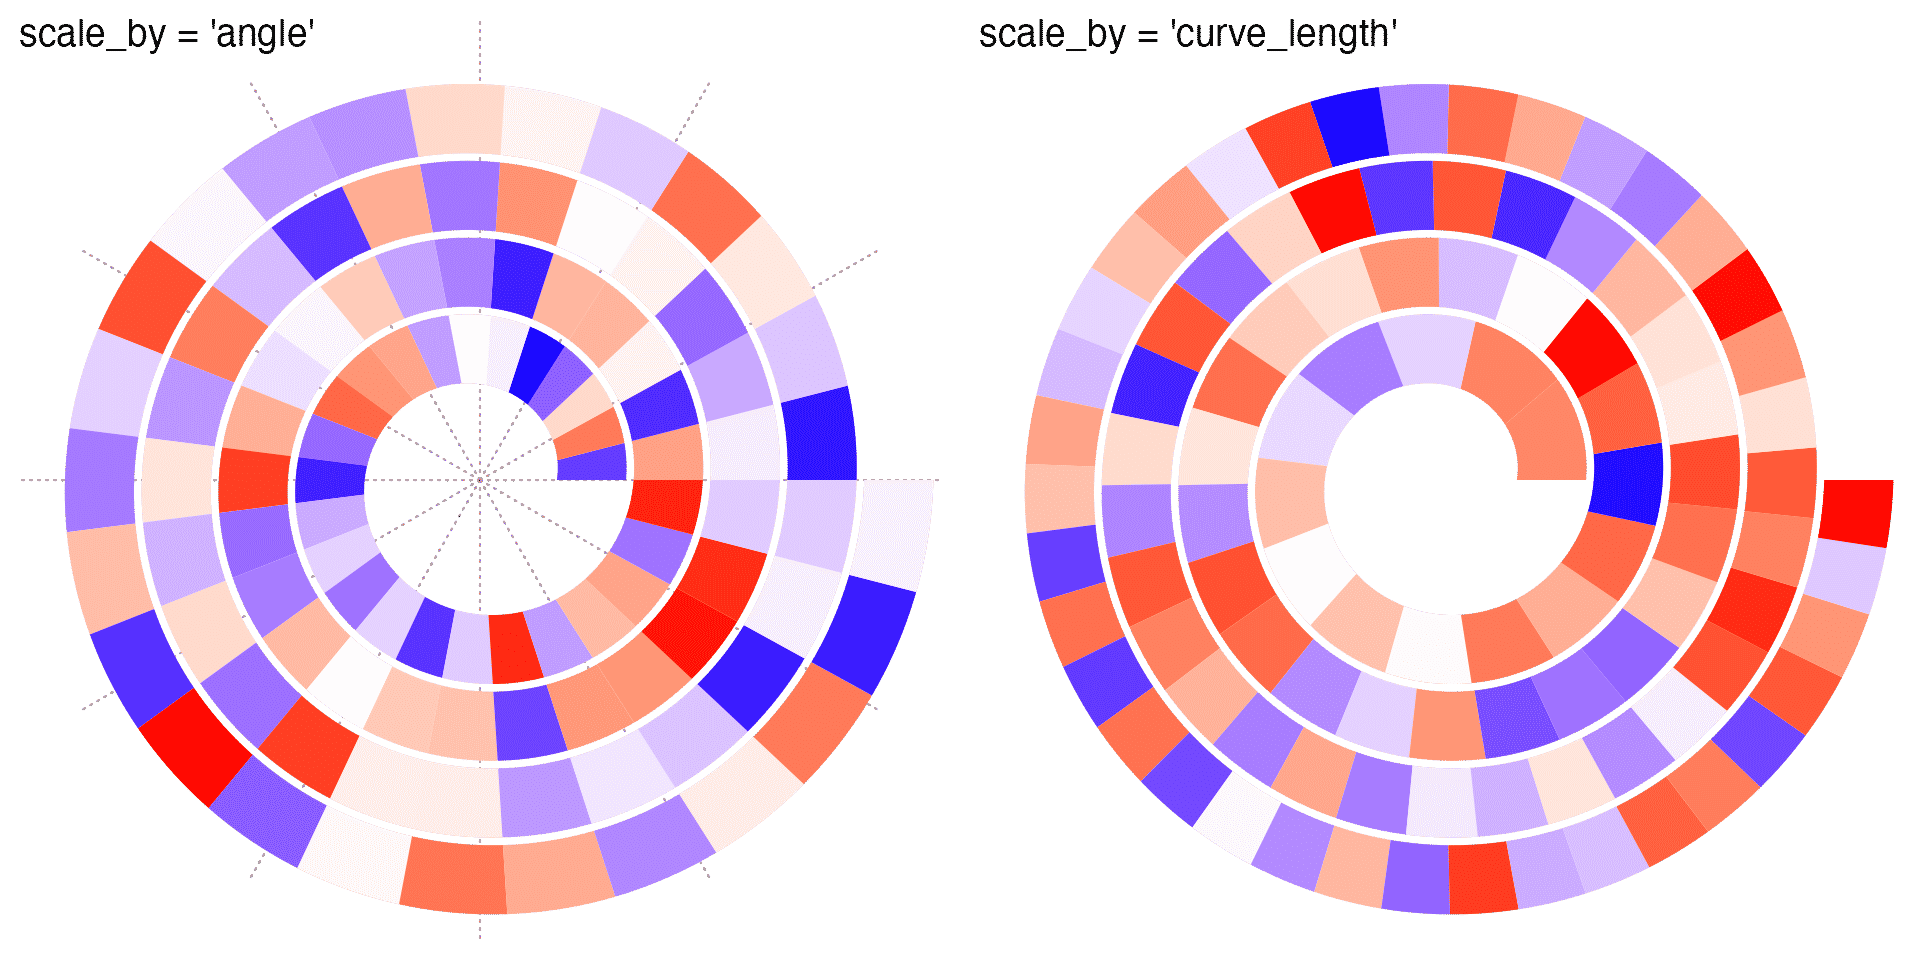 scale_by = 'angle'
scale_by = 'curve_length'